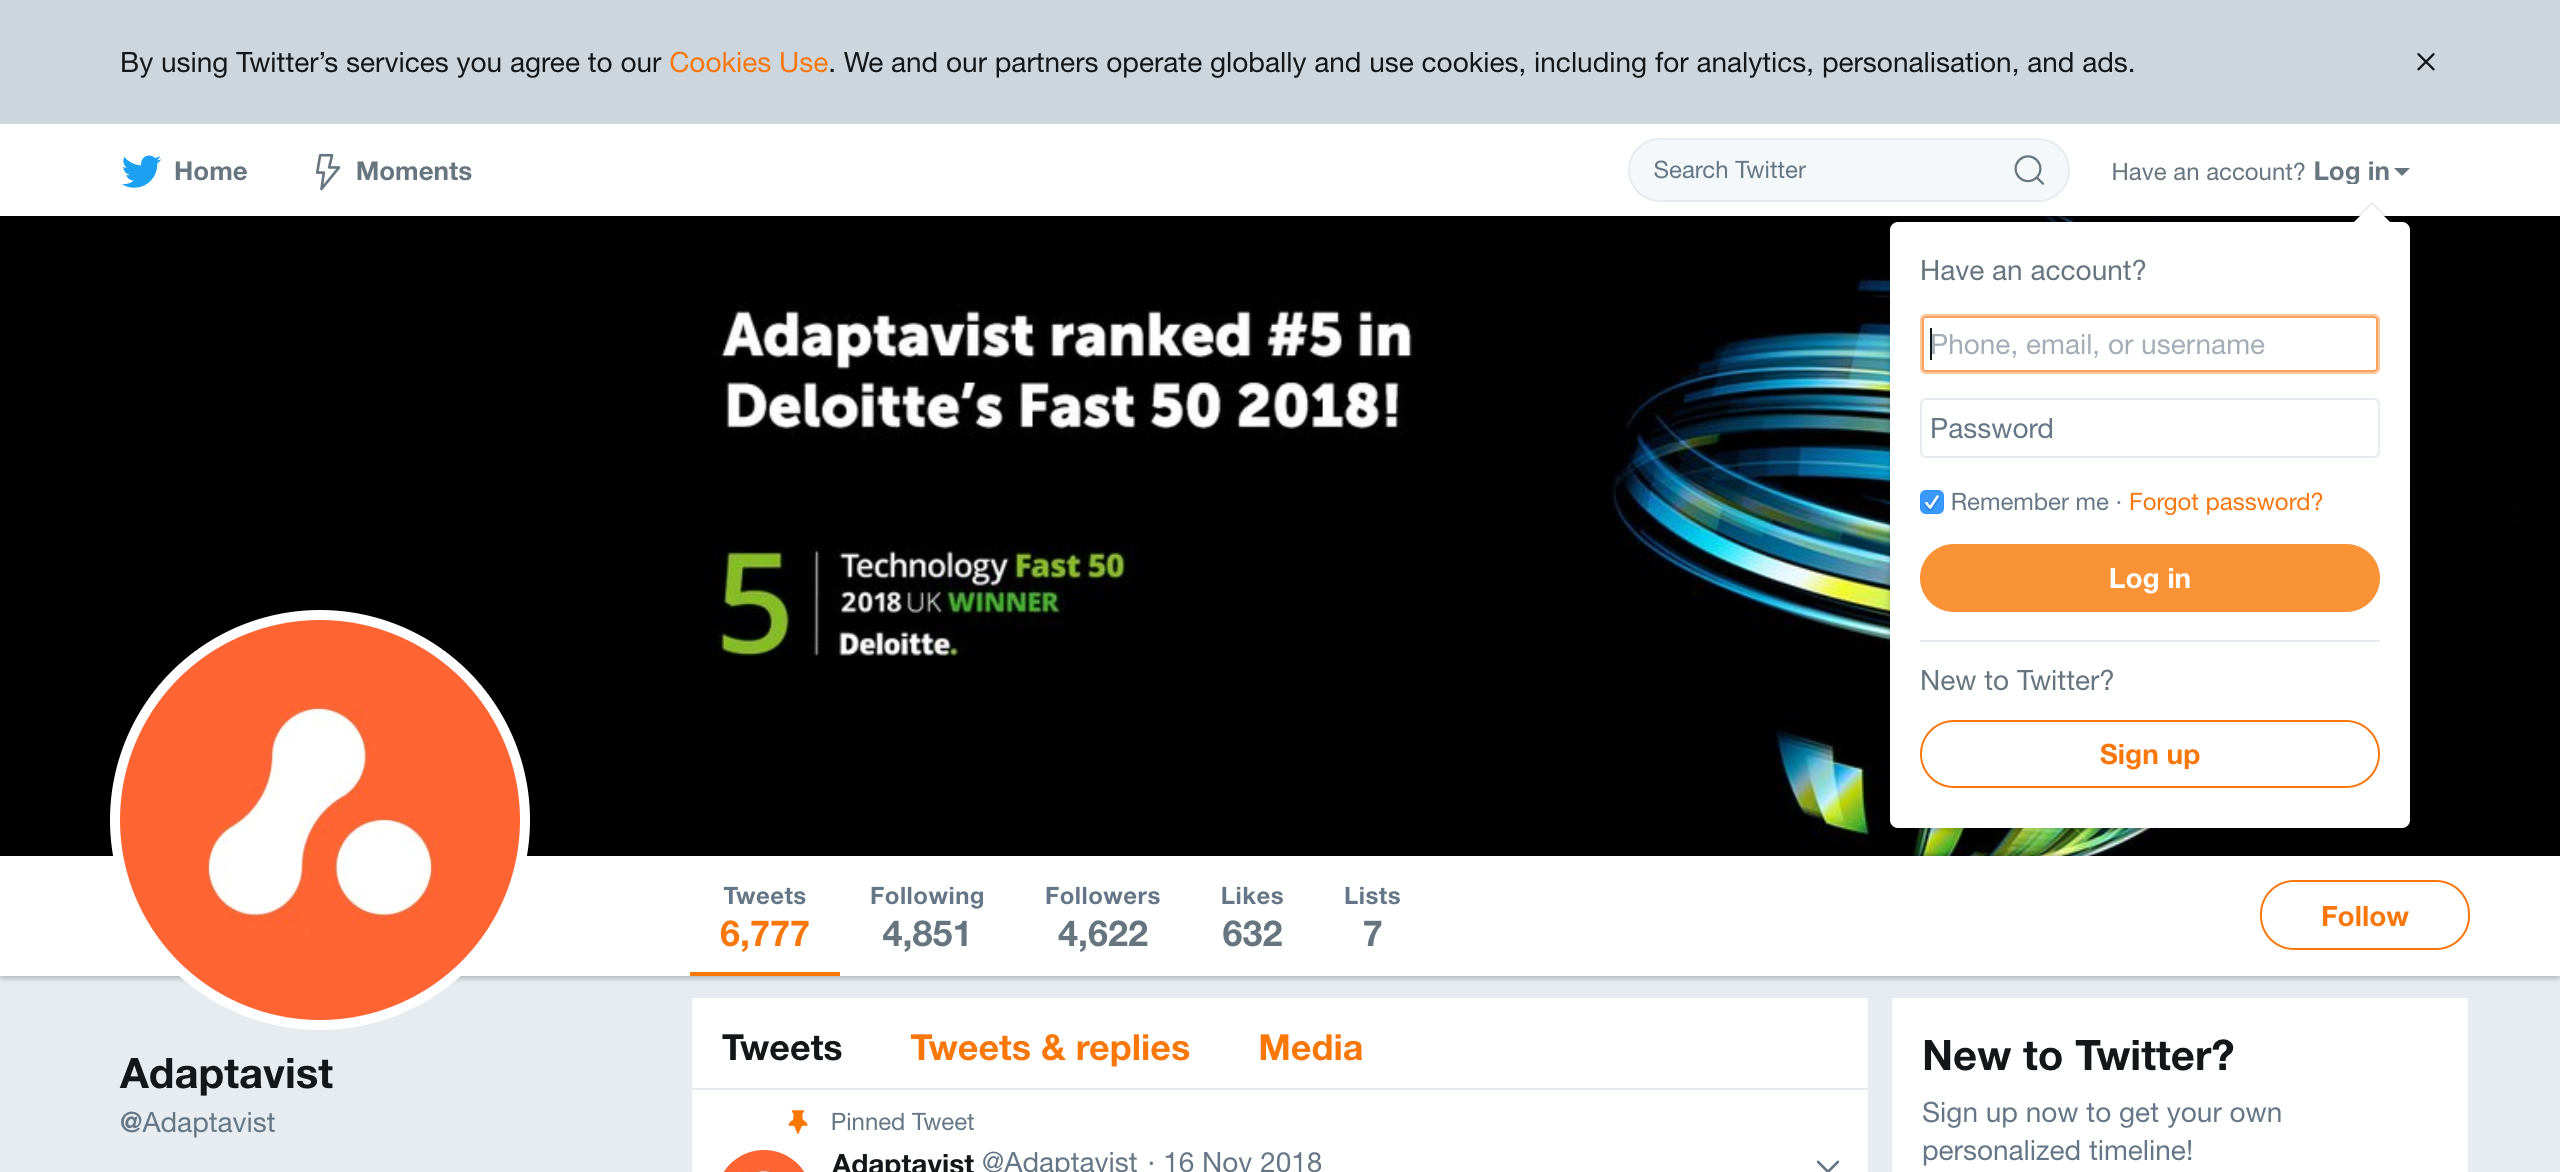 By using Twitter’s services you agree to our Cookies Use. We and our partners operate globally and use cookies, including for analytics, personalisation, and ads.
Home
Moments
Search Twitter
Have an account? Log in
Adaptavist ranked #5 in
Deloitte’s Fast 50 2018!
5
Technology Fast 50
2018 UK WINNER
Deloitte.
Have an account?
Phone, email, or username
Password
Remember me · Forgot password?
Log in
New to Twitter?
Sign up
Tweets
6,777
Following
4,851
Followers
4,622
Likes
632
Lists
7
Follow
Adaptavist
@Adaptavist
Tweets
Tweets & replies
Media
Pinned Tweet
Adaptavist @Adaptavist · 16 Nov 2018
New to Twitter?
Sign up now to get your own
personalized timeline!